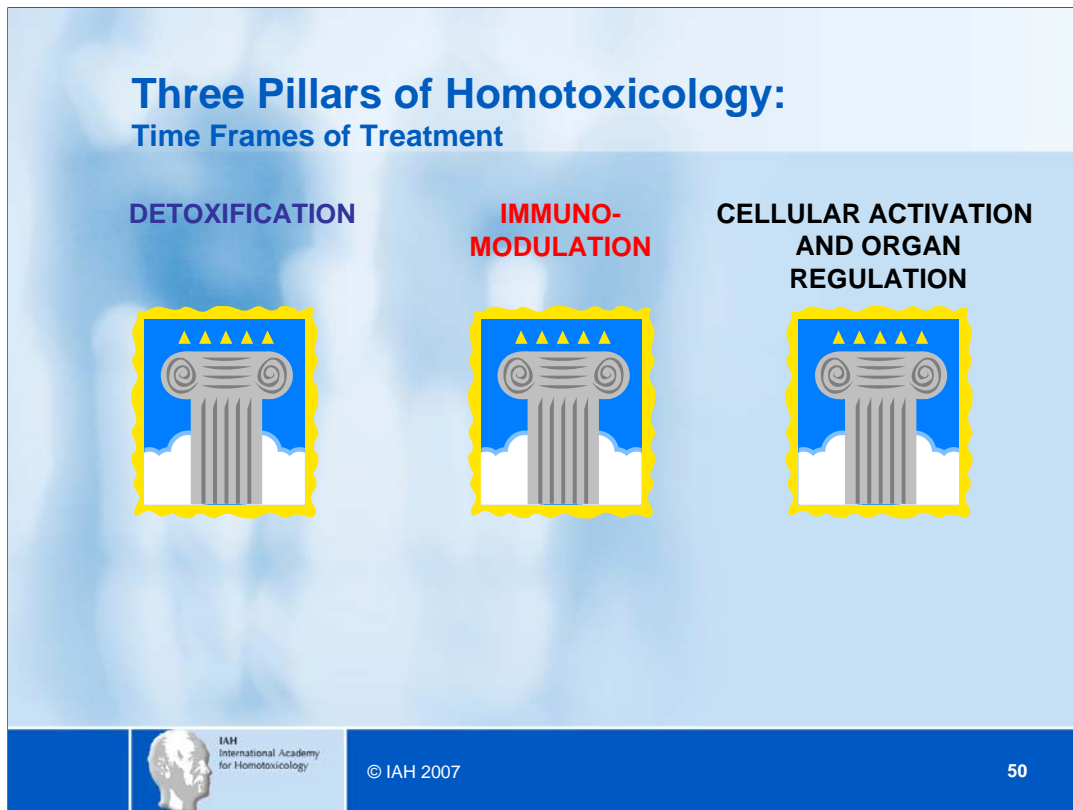 Three Pillars of Homotoxicology:
Time Frames of Treatment
DETOXIFICATION
IMMUNO-
MODULATION
CELLULAR ACTIVATION
AND ORGAN
REGULATION
IAH
International Academy
for Homotoxicology
© IAH 2007
50